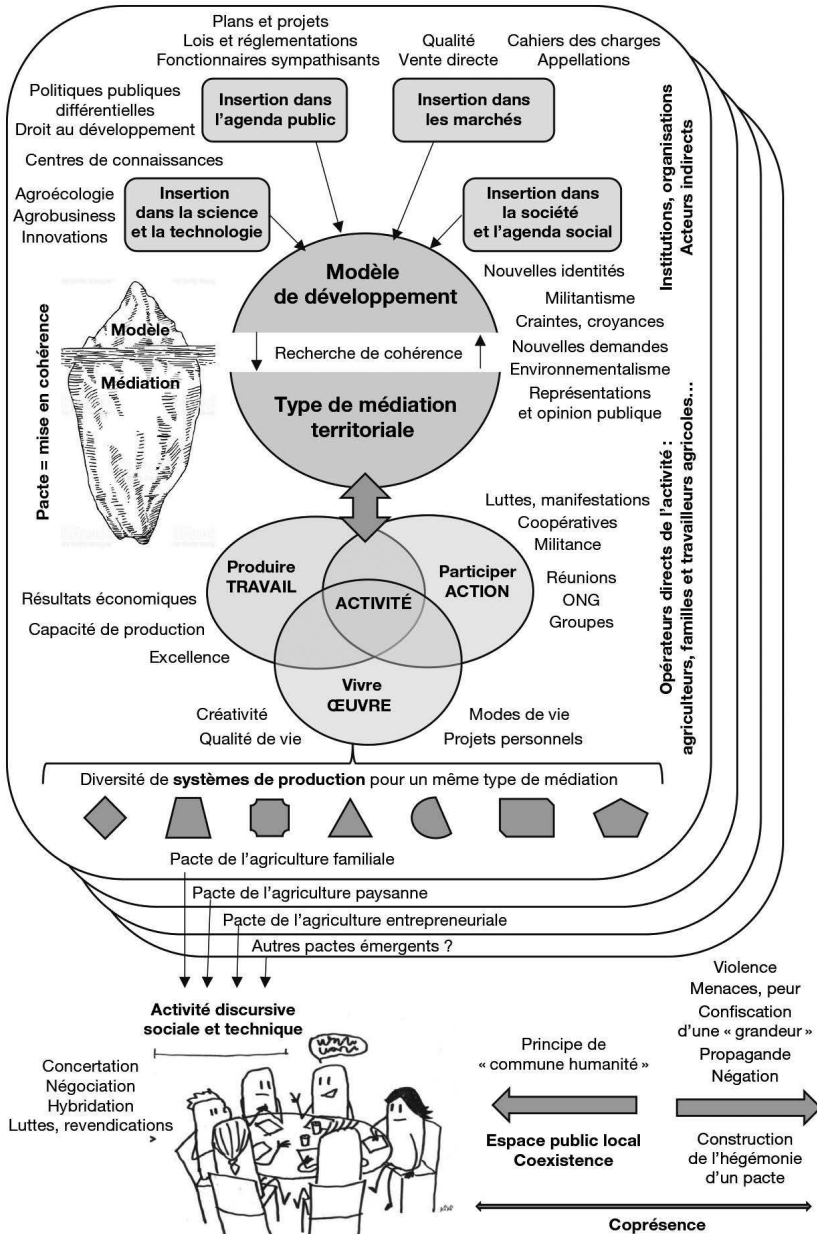 Plans et projets
Lois et réglementations
Fonctionnaires sympathisants
Qualité
Vente directe
Cahiers des charges
Appellations
Politiques publiques
différentielles
Droit au développement
Insertion dans
l'agenda public
Insertion dans
les marchés
Centres de connaissances
Agroécologie
Agrobusiness
Innovations
Insertion
dans la science
et la technologie
Insertion dans
la société
et l'agenda social
Institutions, organisations
Acteurs indirects
Modèle
de développement
Nouvelles identités
Militantisme
Craintes, croyances
Nouvelles demandes
Environnementalisme
Représentations
et opinion publique
Recherche de cohérence
Type de médiation
territoriale
Pacte = mise en cohérence
Modèle
Médiation
Opérateurs directs de l'activité :
agriculteurs, familles et travailleurs agricoles...
Luttes, manifestations
Coopératives
Militance
Réunions
ONG
Groupes
Produire
TRAVAIL
Participer
ACTION
ACTIVITÉ
Vivre
ŒUVRE
Résultats économiques
Capacité de production
Excellence
Créativité
Qualité de vie
Modes de vie
Projets personnels
Diversité de systèmes de production pour un même type de médiation
Pacte de l'agriculture familiale
Pacte de l'agriculture paysanne
Pacte de l'agriculture entrepreneuriale
Autres pactes émergents ?
Activité discursive
sociale et technique
Concertation
Négociation
Hybridation
Luttes, revendications
Principe de
« commune humanité »
Espace public local
Coexistence
Violence
Menaces, peur
Confiscation
d'une « grandeur »
Propagande
Négation
Construction
de l'hégémonie
d'un pacte
Coprésence